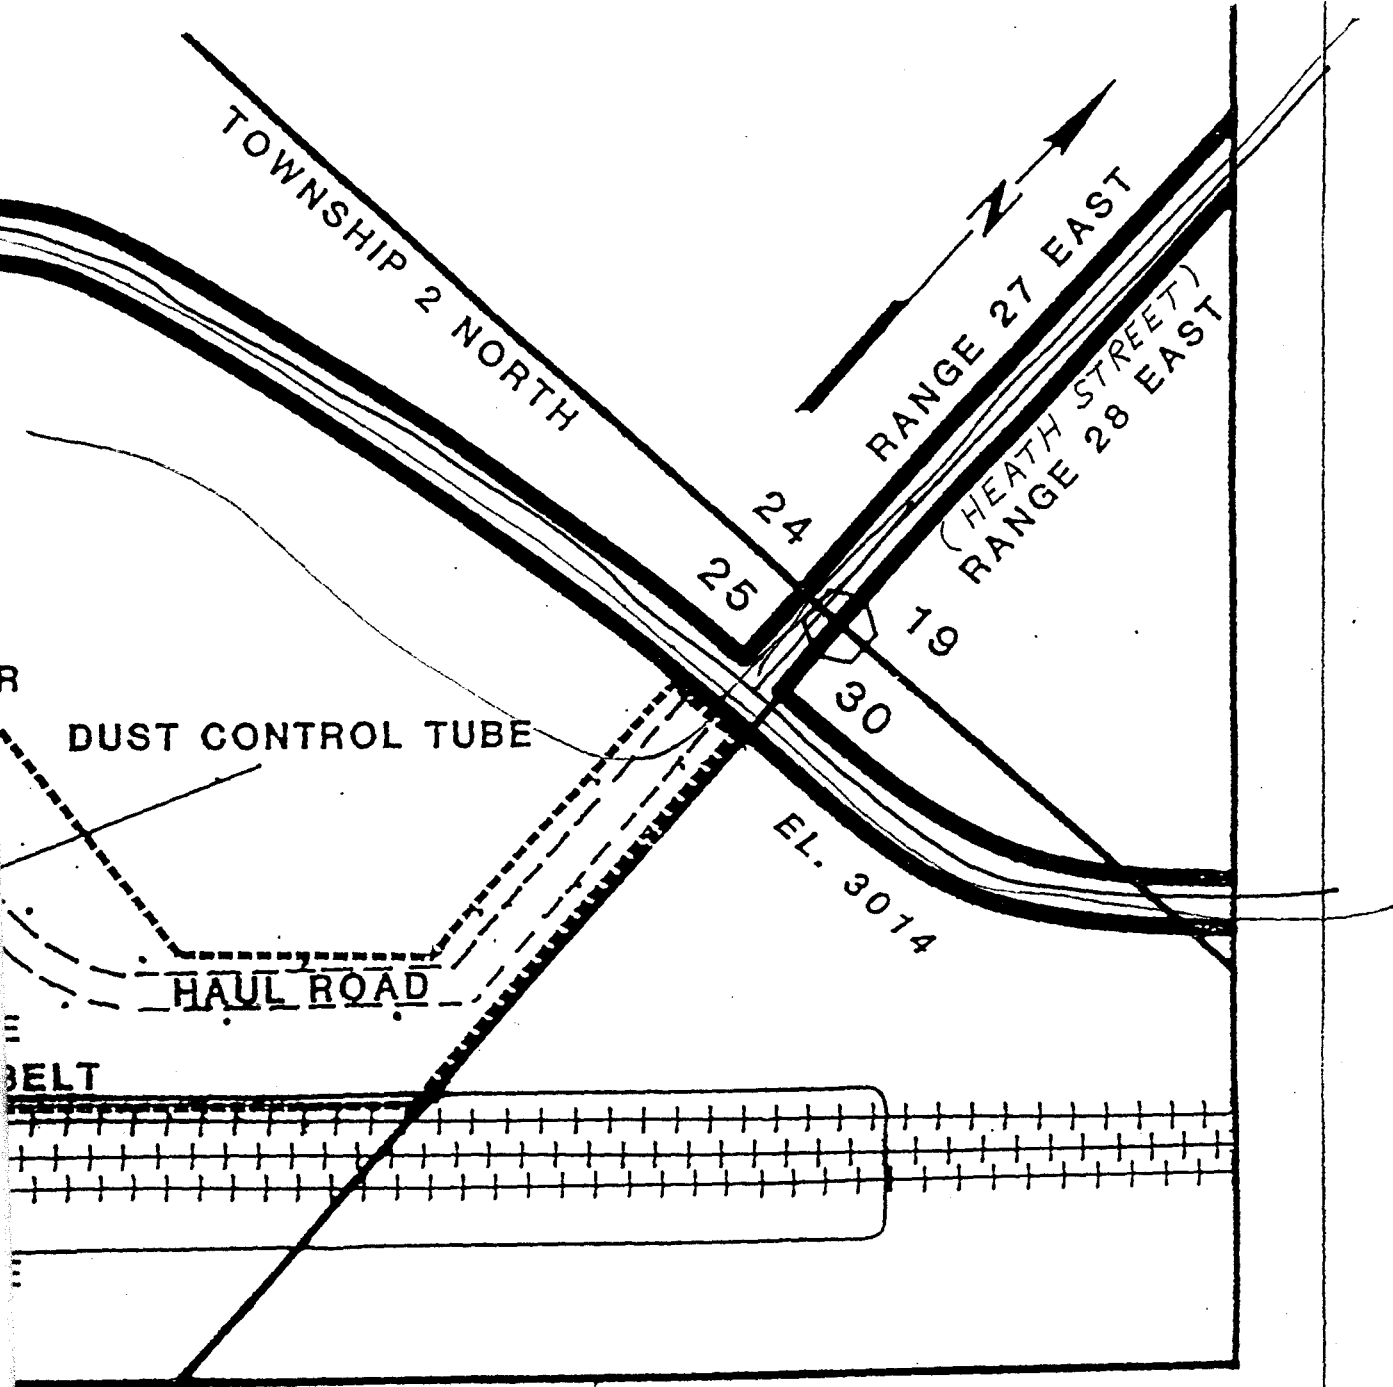 TOWNSHIP 2 NORTH
N
RANGE 27 EAST
(HEATH STREET)
RANGE 28 EAST
24
25
19
30
R
DUST CONTROL TUBE
EL. 3074
HAUL ROAD
E
BELT
E